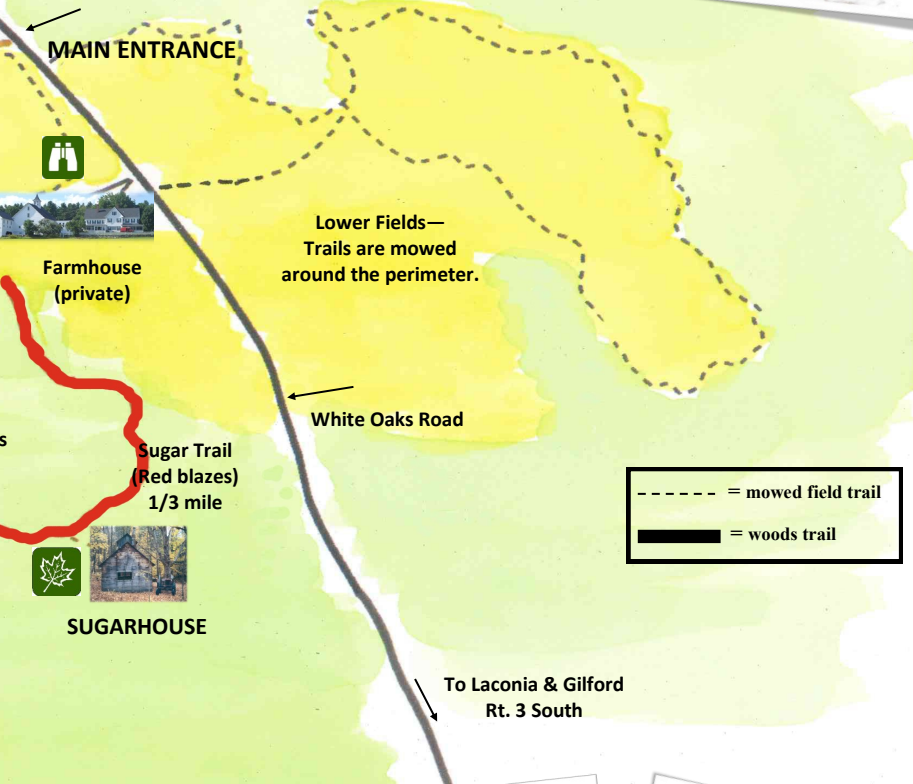 MAIN ENTRANCE
Lower Fields—
Trails are mowed
around the perimeter.
Farmhouse
(private)
White Oaks Road
s
Sugar Trail
(Red blazes)
1/3 mile
= mowed field trail
= woods trail
SUGARHOUSE
To Laconia & Gilford
Rt. 3 South